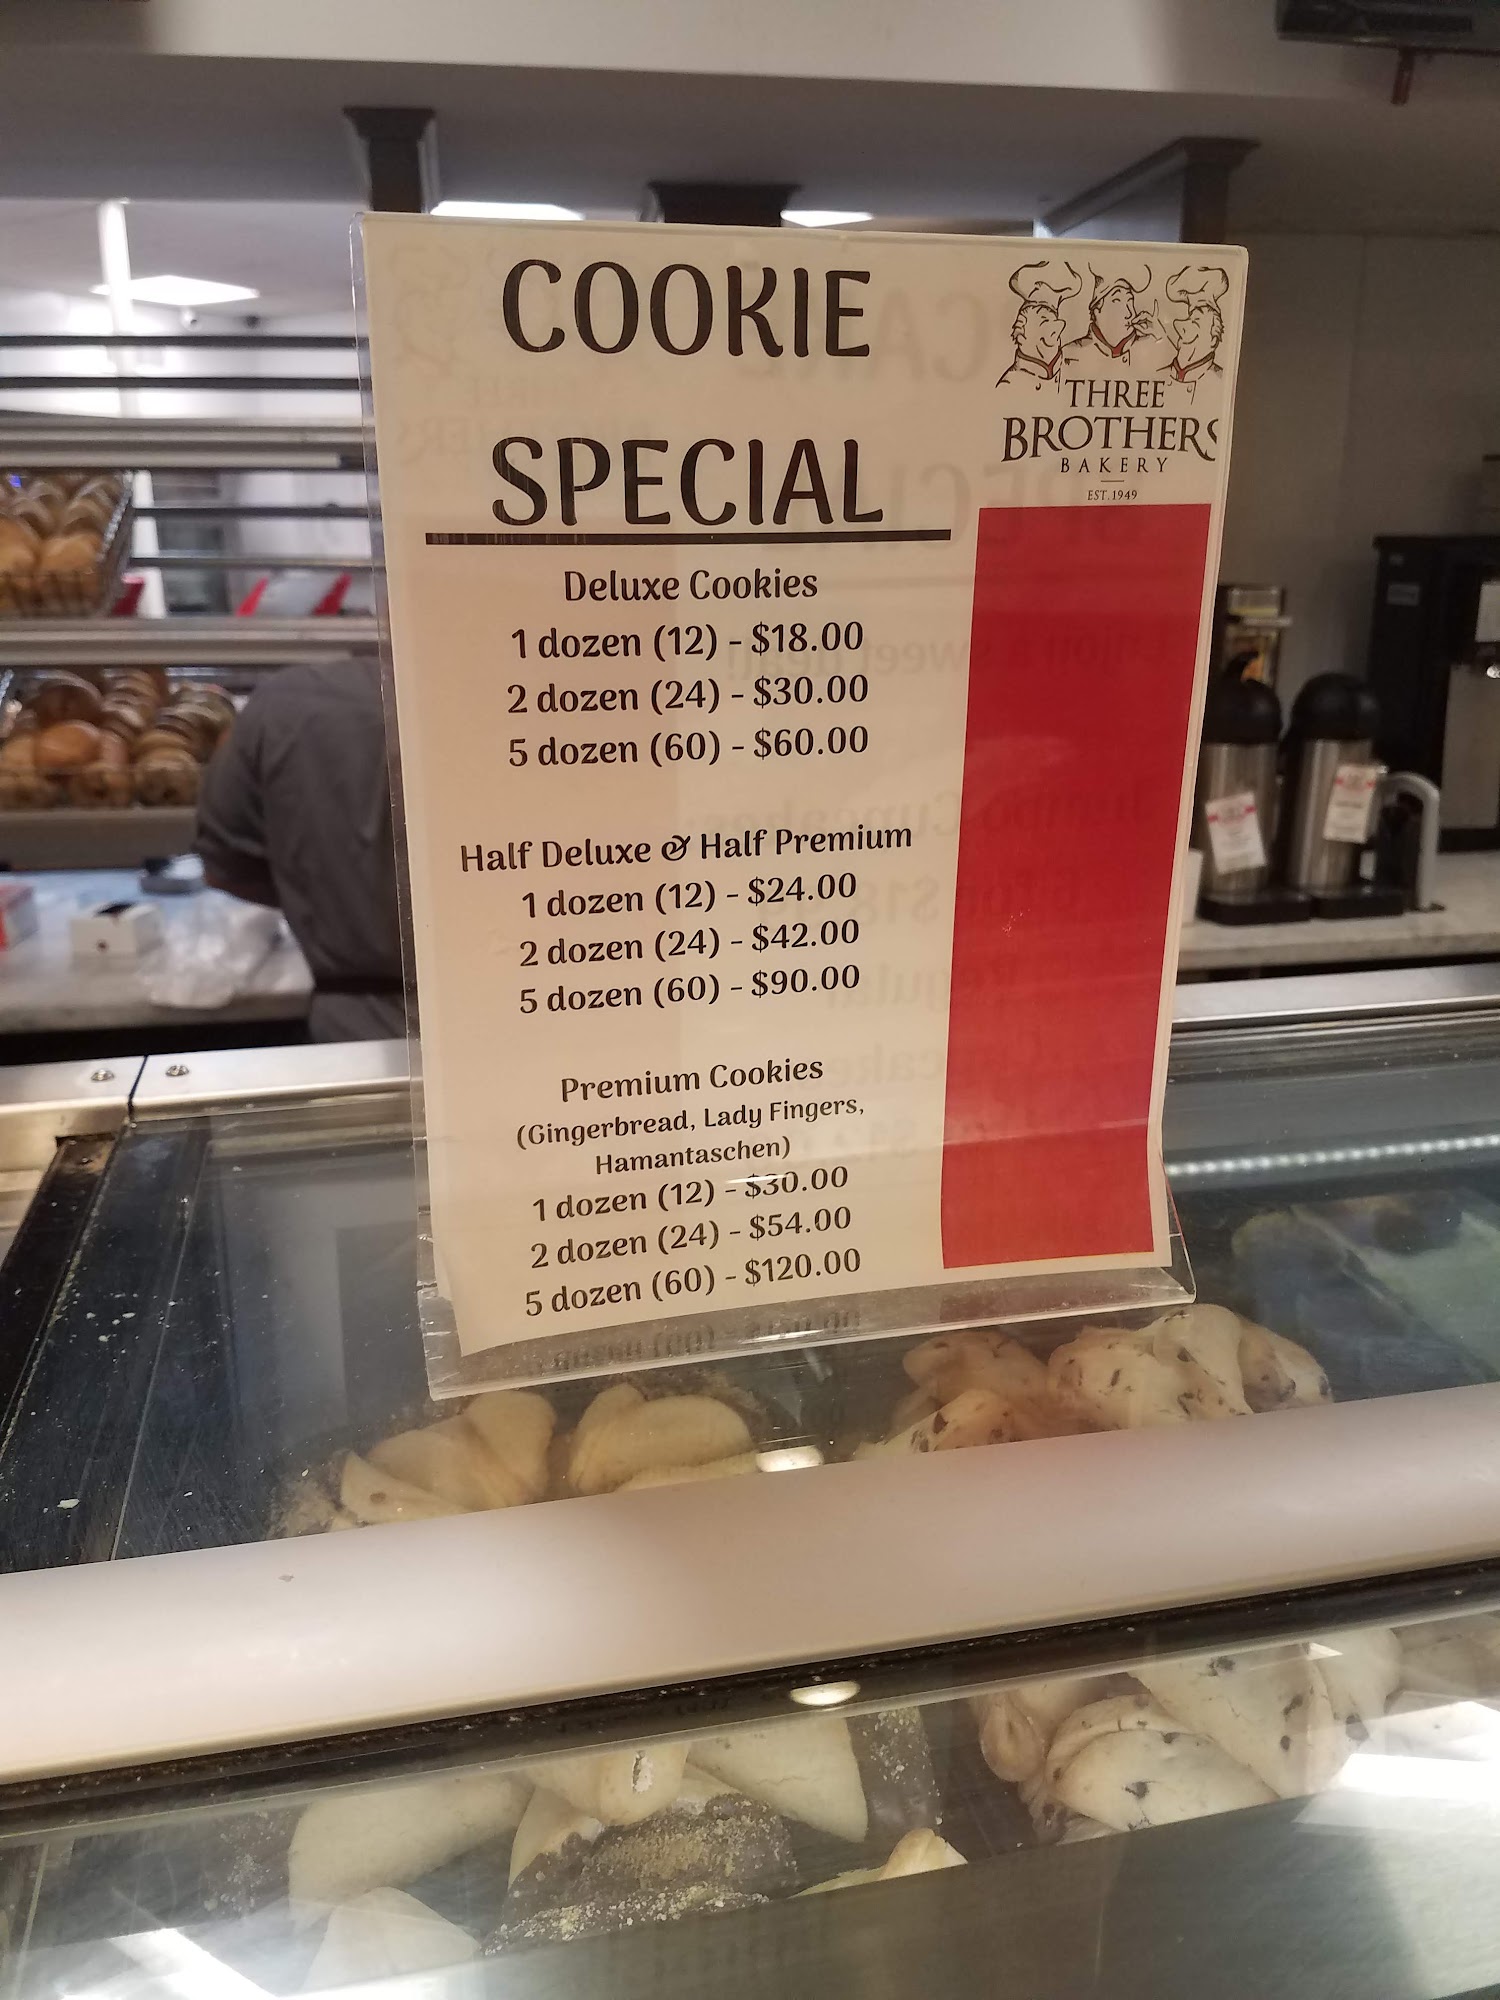 COOKIE
SPECIAL
THREE
BROTHERS
BAKERY
EST. 1949
Deluxe Cookies
1 dozen (12) - $18.00
2 dozen (24) - $30.00
5 dozen (60) - $60.00
Half Deluxe & Half Premium
1 dozen (12) - $24.00
2 dozen (24) - $42.00
5 dozen (60) - $90.00
Premium Cookies
(Gingerbread, Lady Fingers,
Hamantaschen)
1 dozen (12) - $30.00
2 dozen (24) - $54.00
5 dozen (60) - $120.00